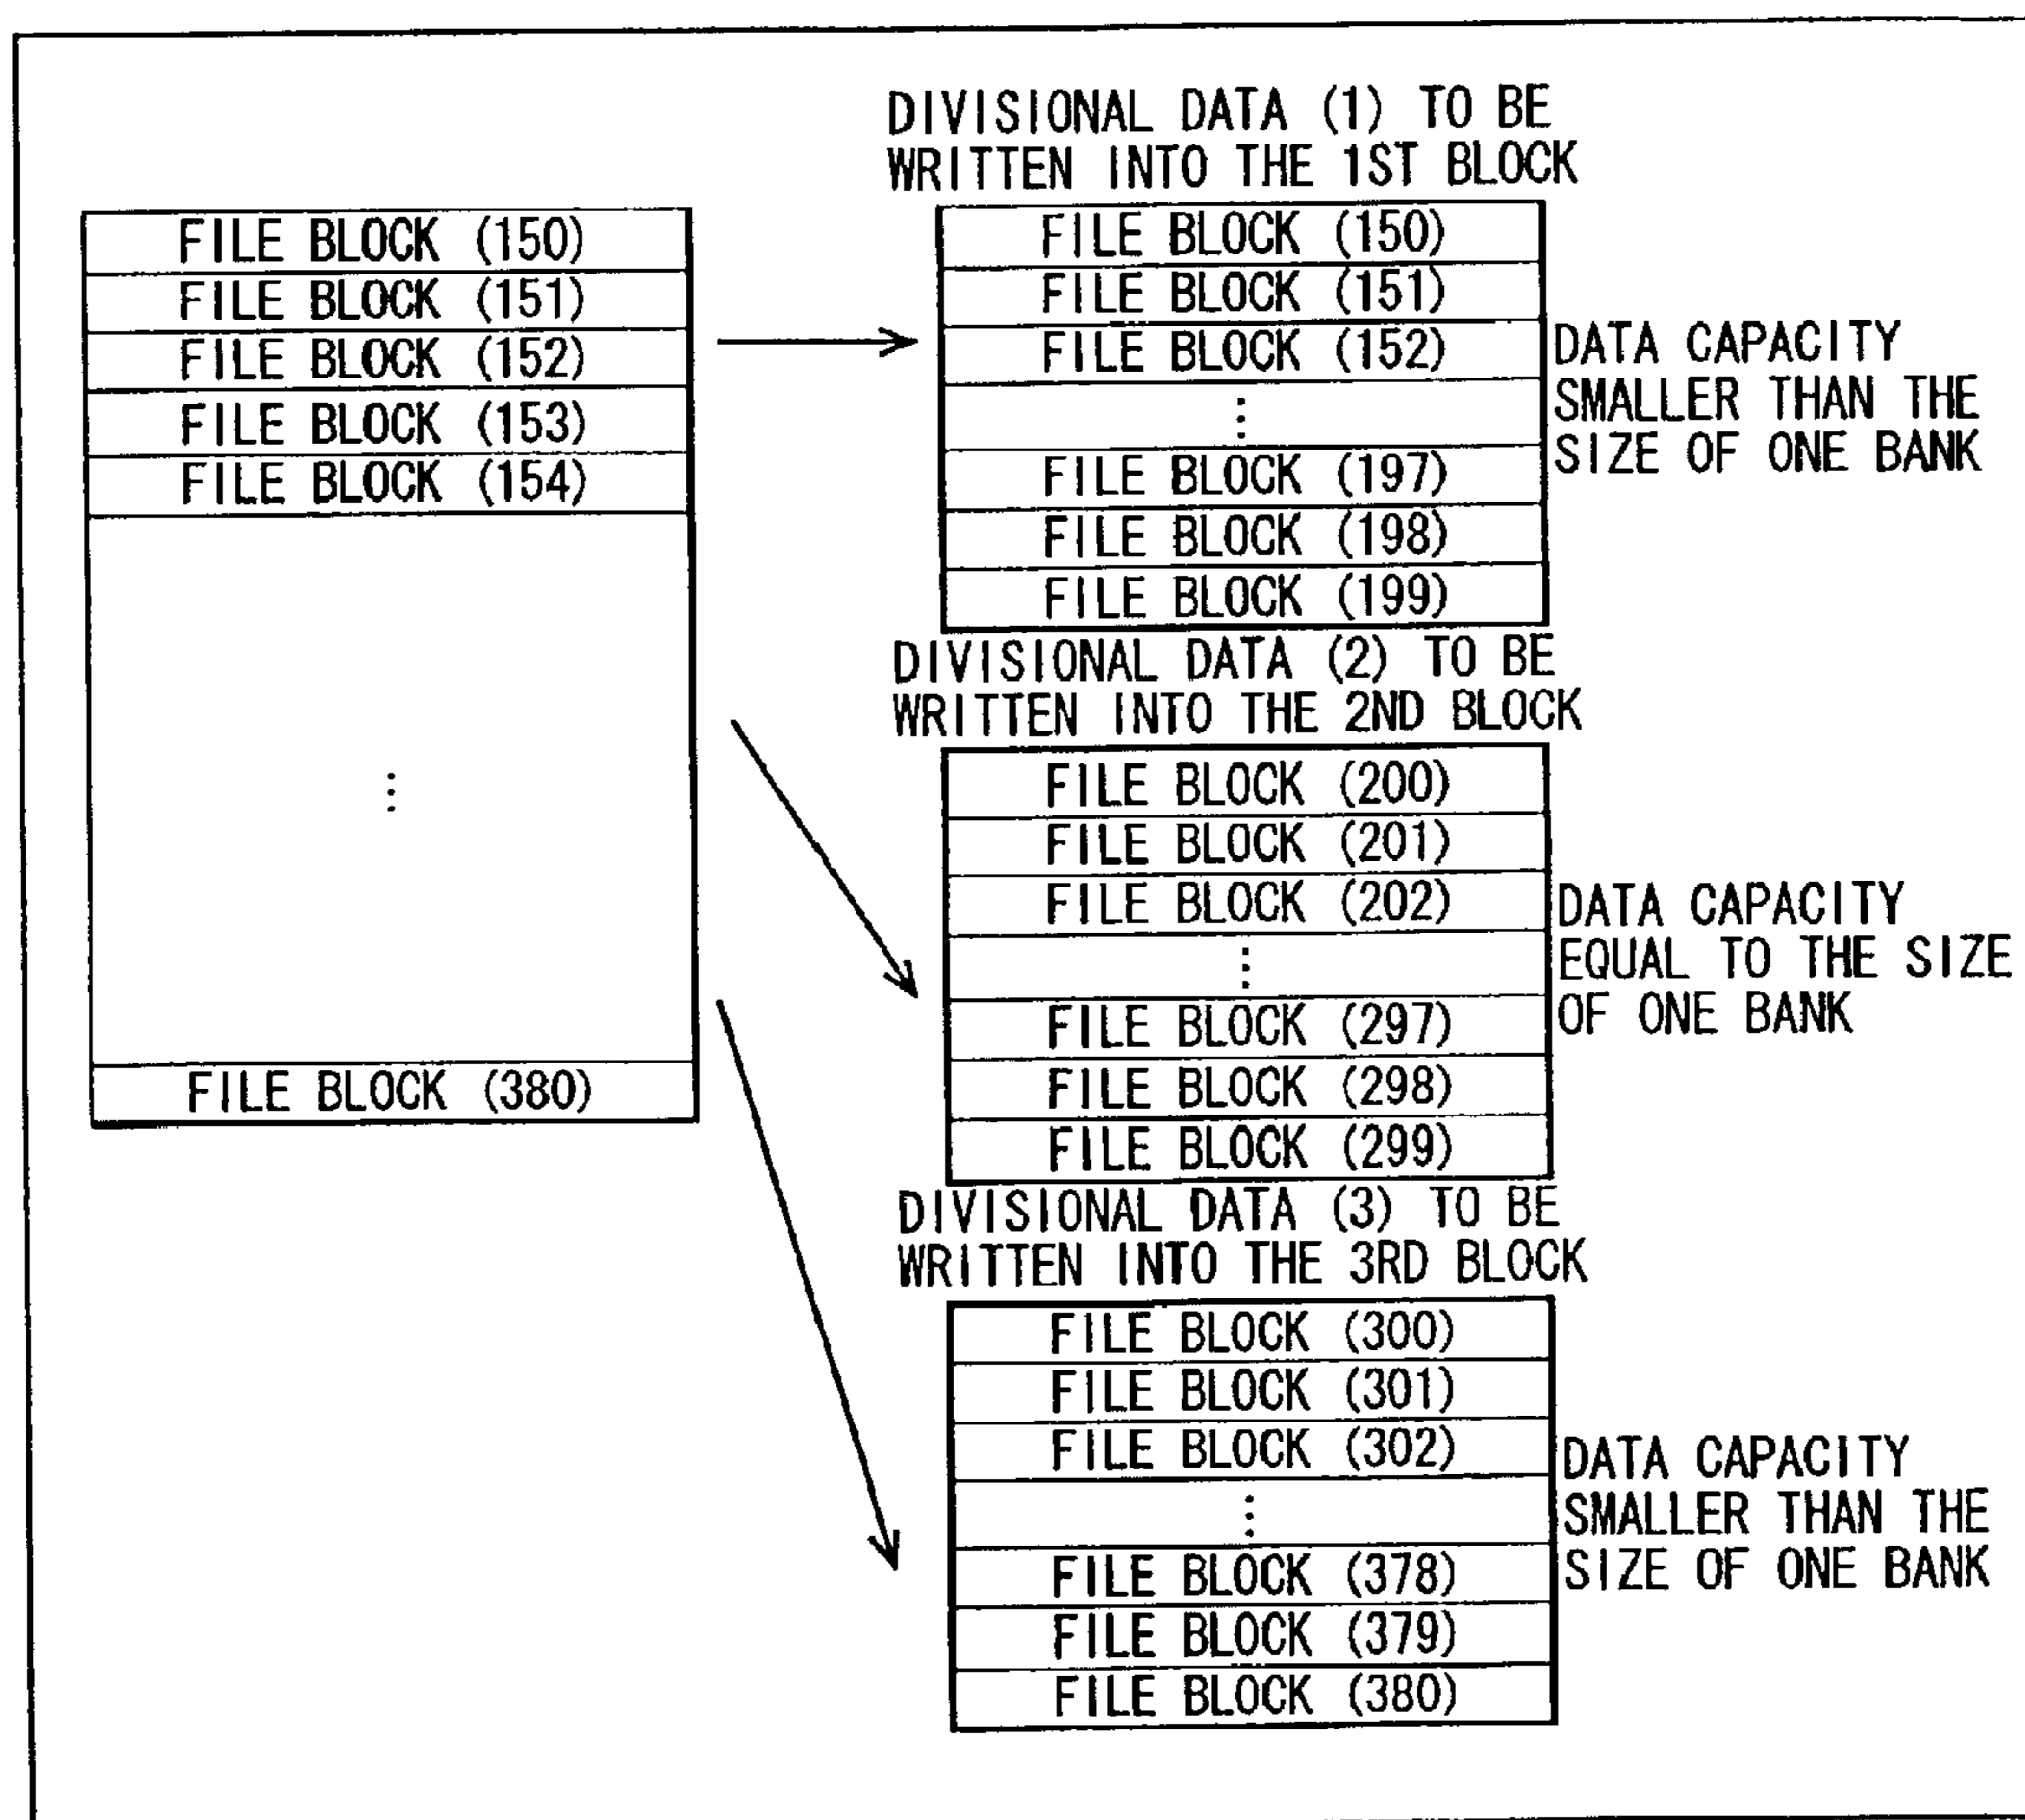 FILE BLOCK (150)
FILE BLOCK (151)
FILE BLOCK (152)
FILE BLOCK (153)
FILE BLOCK (154)
⋮
FILE BLOCK (380)
DIVISIONAL DATA (1) TO BE
WRITTEN INTO THE 1ST BLOCK
FILE BLOCK (150)
FILE BLOCK (151)
FILE BLOCK (152)
⋮
FILE BLOCK (197)
FILE BLOCK (198)
FILE BLOCK (199)
DATA CAPACITY
SMALLER THAN THE
SIZE OF ONE BANK
DIVISIONAL DATA (2) TO BE
WRITTEN INTO THE 2ND BLOCK
FILE BLOCK (200)
FILE BLOCK (201)
FILE BLOCK (202)
⋮
FILE BLOCK (297)
FILE BLOCK (298)
FILE BLOCK (299)
DATA CAPACITY
EQUAL TO THE SIZE
OF ONE BANK
DIVISIONAL DATA (3) TO BE
WRITTEN INTO THE 3RD BLOCK
FILE BLOCK (300)
FILE BLOCK (301)
FILE BLOCK (302)
⋮
FILE BLOCK (378)
FILE BLOCK (379)
FILE BLOCK (380)
DATA CAPACITY
SMALLER THAN THE
SIZE OF ONE BANK